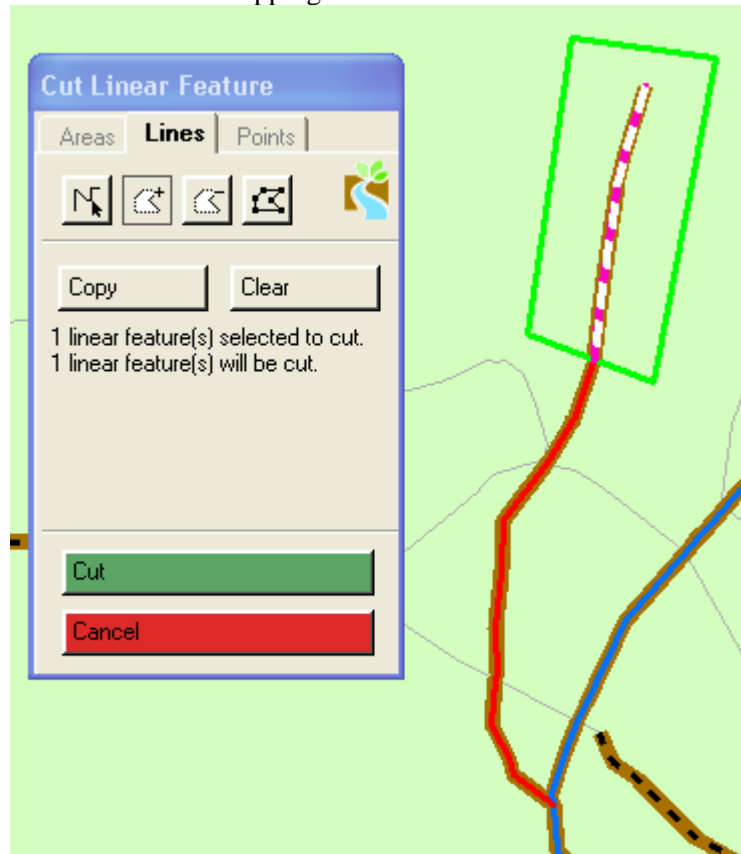 Cut Linear Feature
Areas Lines Points
Copy Clear
1 linear feature(s) selected to cut.
1 linear feature(s) will be cut.
Cut
Cancel